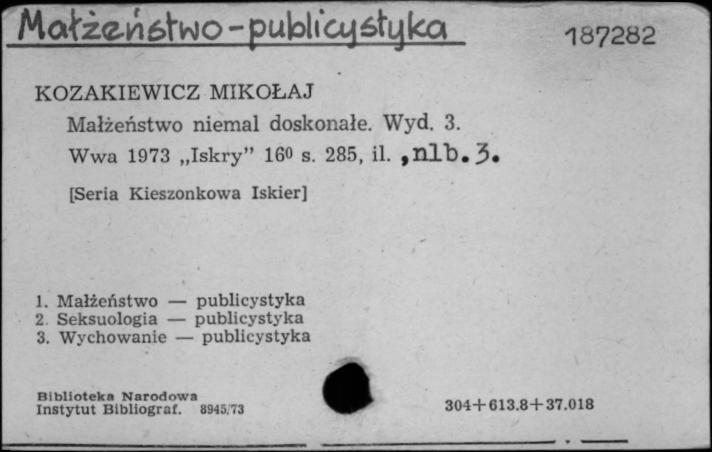 Małżeństwo-publicystyka
187282
KOZAKIEWICZ MIKOŁAJ
Małżeństwo niemal doskonałe. Wyd. 3.
Wwa 1973 „Iskry” 16⁰ s. 285, il. ,nlb.3.
[Seria Kieszonkowa Iskier]
1. Małżeństwo — publicystyka
2. Seksuologia — publicystyka
3. Wychowanie — publicystyka
Biblioteka Narodowa
Instytut Bibliograf. 8945/73
304+613.8+37.018